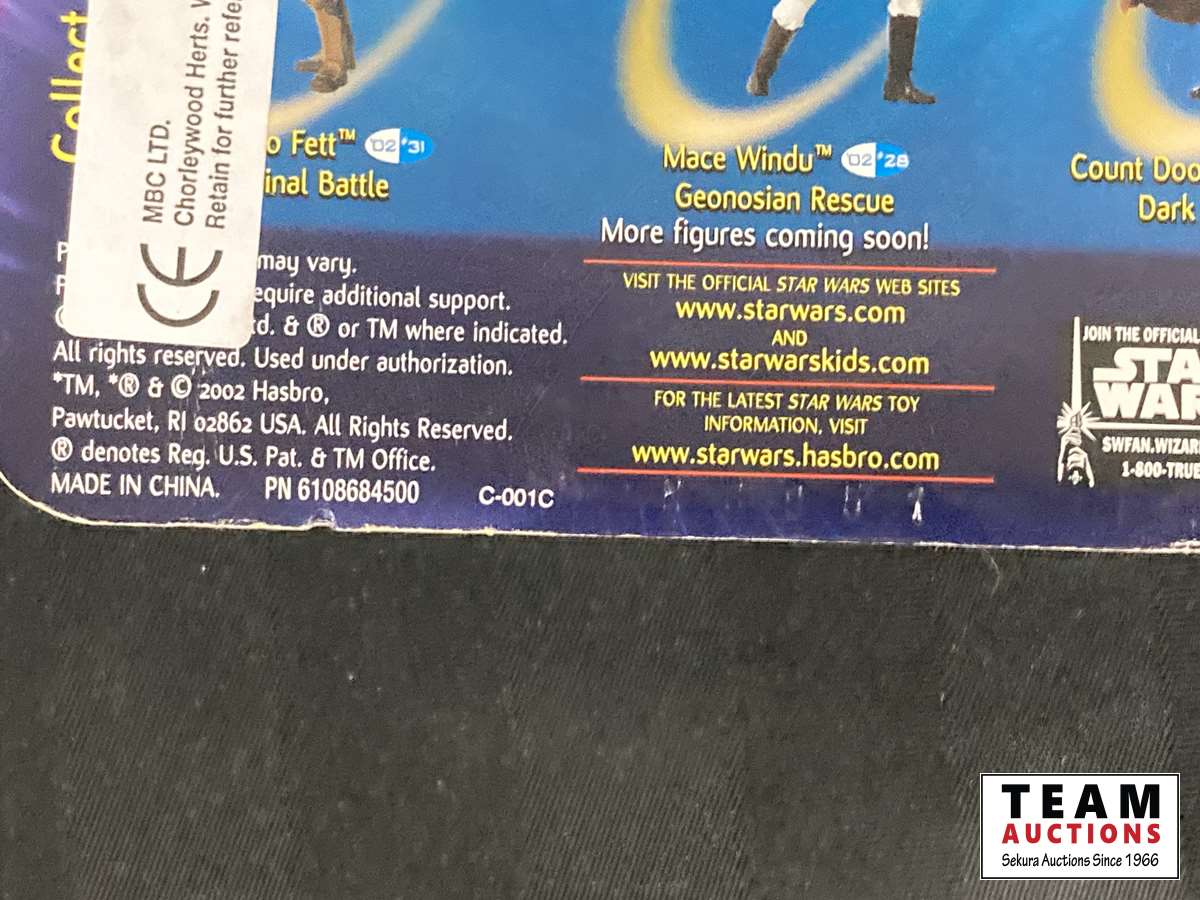 Collect
MBC LTD.
Chorleywood Herts.
Retain for further
CE
Fett™ '02 #31
Battle
may vary.
additional support.
& ® or TM where indicated.
All rights reserved. Used under authorization.
*TM, *® & © 2002 Hasbro,
Pawtucket, RI 02862 USA. All Rights Reserved.
® denotes Reg. U.S. Pat. & TM Office.
MADE IN CHINA. PN 6108684500 C-001C
Mace Windu™ '02 #28
Geonosian Rescue
More figures coming soon!
VISIT THE OFFICIAL STAR WARS WEB SITES
www.starwars.com
AND
www.starwarskids.com
FOR THE LATEST STAR WARS TOY
INFORMATION, VISIT
www.starwars.hasbro.com
Count
Dark
JOIN THE OFFICIAL
STA
WAR
SWFAN.WIZAR
1-800-TRUE
TEAM
AUCTIONS
Sekura Auctions Since 1966